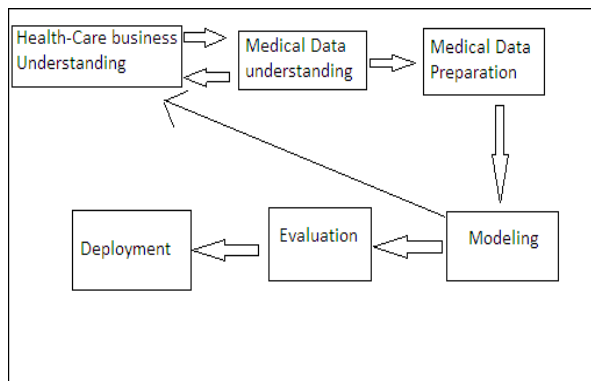 Health-Care business
Understanding
Medical Data
understanding
Medical Data
Preparation
Deployment
Evaluation
Modeling